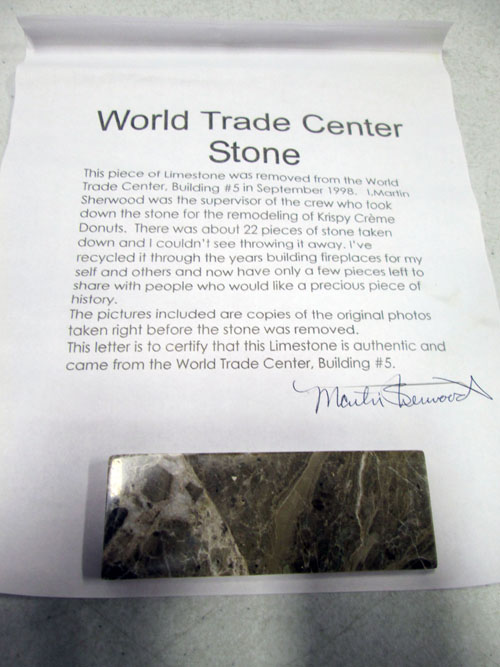 World Trade Center
Stone
This piece of Limestone was removed from the World
Trade Center, Building #5 in September 1998. I,Martin
Sherwood was the supervisor of the crew who took
down the stone for the remodeling of Krispy Crème
Donuts. There was about 22 pieces of stone taken
down and I couldn't see throwing it away. I've
recycled it through the years building fireplaces for my
self and others and now have only a few pieces left to
share with people who would like a precious piece of
history.
The pictures included are copies of the original photos
taken right before the stone was removed.
This letter is to certify that this Limestone is authentic and
came from the World Trade Center, Building #5.
Martin Sherwood